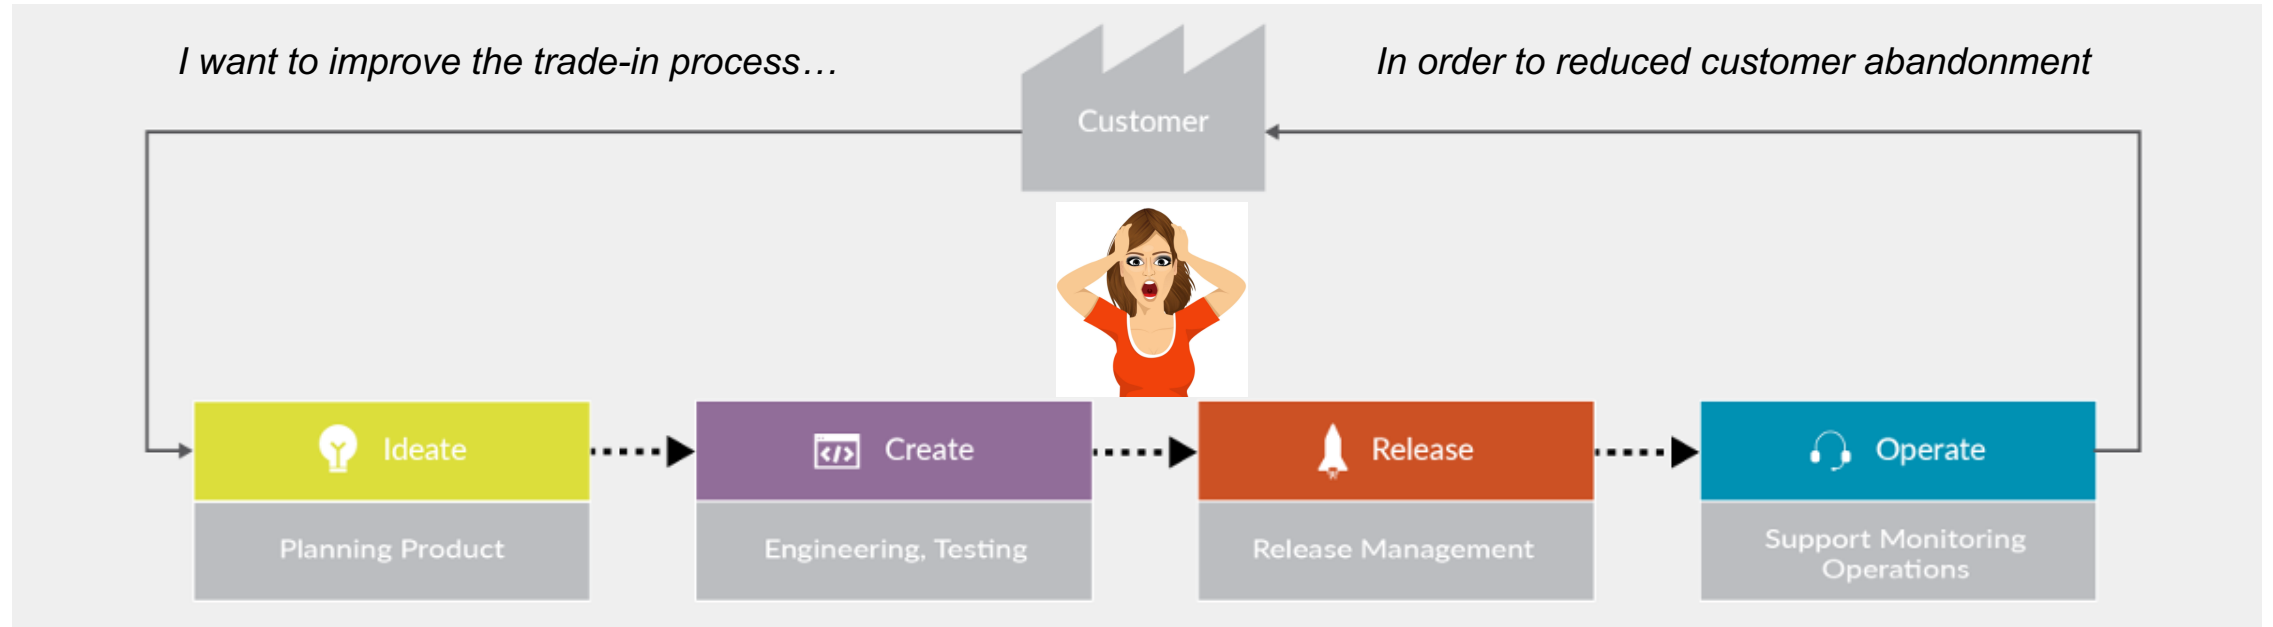 I want to improve the trade-in process…
In order to reduced customer abandonment
Customer
Ideate
Create
</>
Release
Operate
Planning Product
Engineering, Testing
Release Management
Support Monitoring
Operations